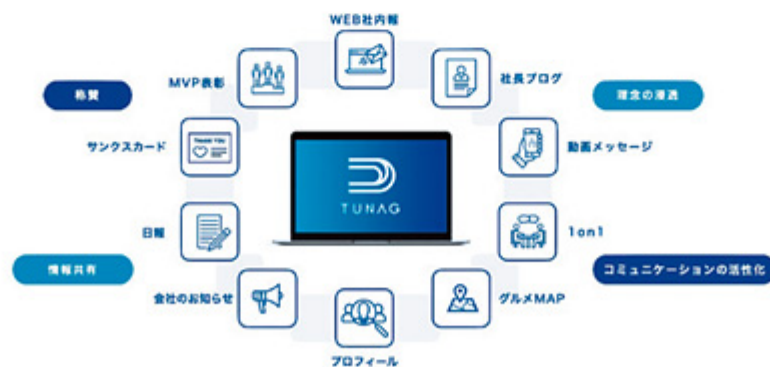 WEB社内報
MVP表彰
社長ブログ
称賛
理念の浸透
サンクスカード
THANK YOU
動画メッセージ
TUNAG
日報
1on1
情報共有
コミュニケーションの活性化
会社のお知らせ
グルメMAP
プロフィール